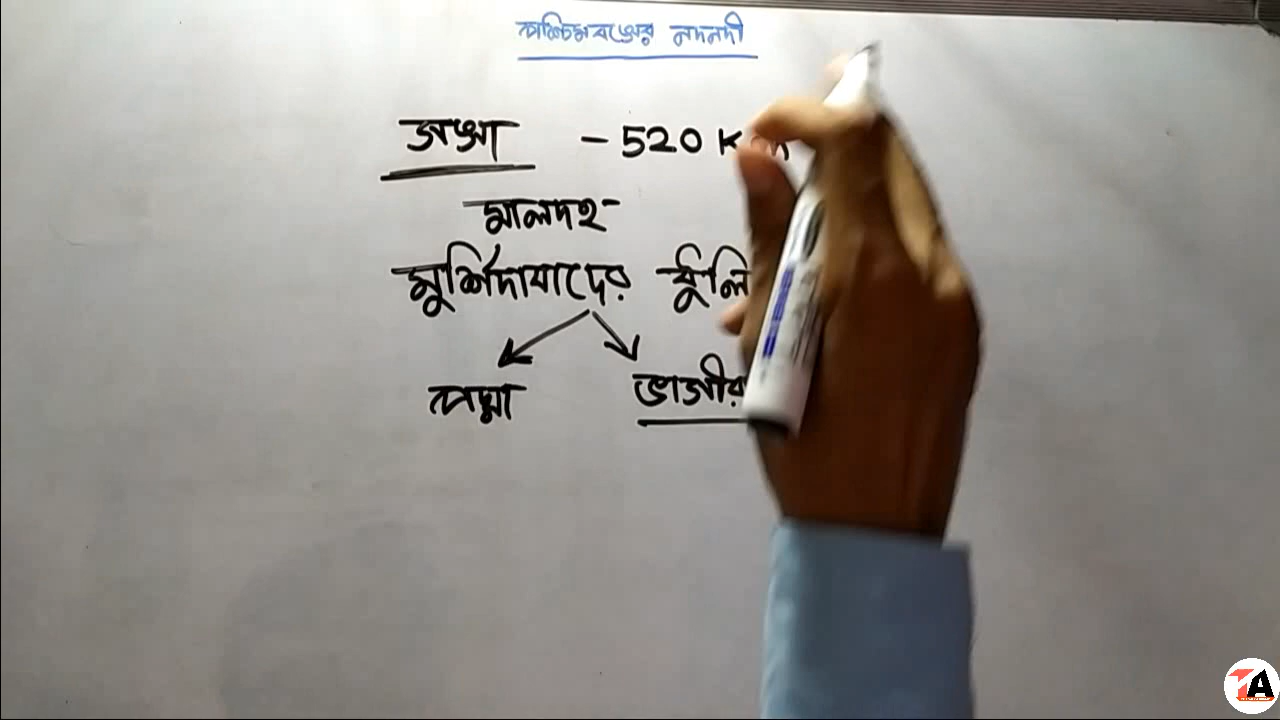 পশ্চিমবঙ্গের নদনদী
গঙ্গা - 520 K
মালদহ
মুর্শিদাবাদের ধুলি
পদ্মা ভাগীর